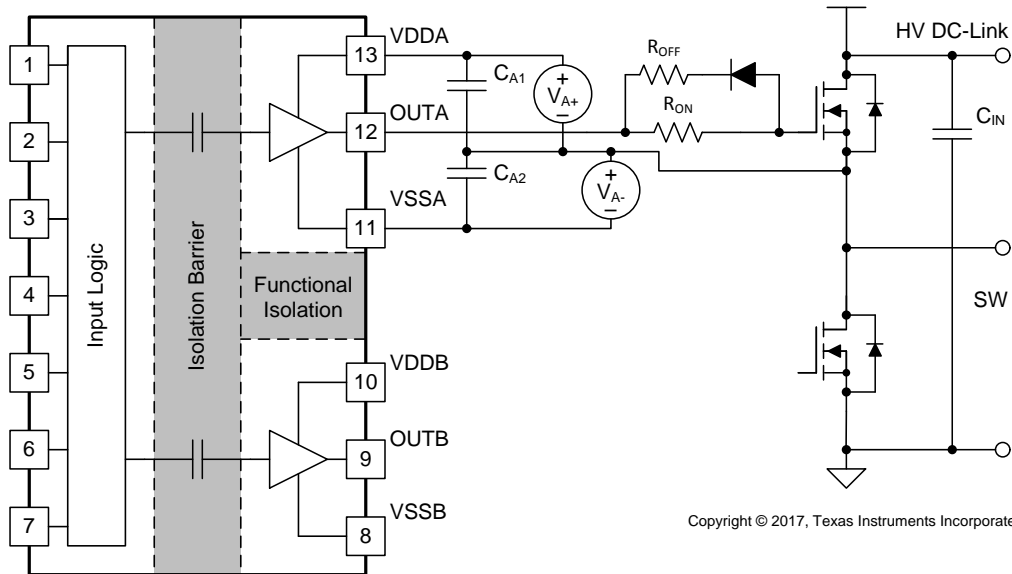 VDDA
HV DC-Link
1
13
CA1
+
VA+
−
ROFF
RON
CIN
OUTA
2
12
CA2
+
VA-
−
VSSA
3
11
Input Logic
Isolation Barrier
Functional
Isolation
4
SW
VDDB
5
10
OUTB
6
9
VSSB
7
8
Copyright © 2017, Texas Instruments Incorporate